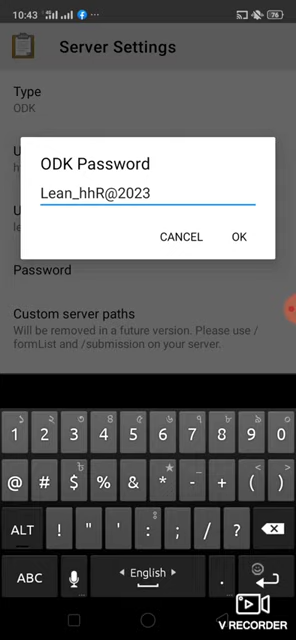 10:43
76
Server Settings
Type
ODK
ODK Password
Lean_hhR@2023
CANCEL OK
Password
Custom server paths
Will be removed in a future version. Please use /
formList and /submission on your server.
1 2 3 4 5 6 7 8 9 0
@ # $ % & * - + ( )
ALT ! " ' : ; / ?
ABC English .
V RECORDER